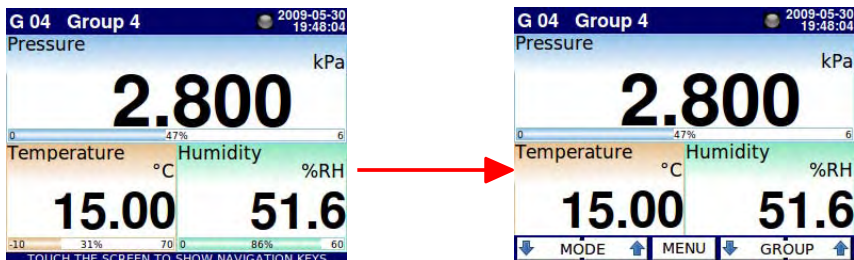 G 04 Group 4 2009-05-30
19:48:04
Pressure
kPa
2.800
0 47% 6
Temperature Humidity
°C %RH
15.00 51.6
-10 31% 70 0 86% 60
TOUCH THE SCREEN TO SHOW NAVIGATION KEYS
G 04 Group 4 2009-05-30
19:48:04
Pressure
kPa
2.800
0 47% 6
Temperature Humidity
°C %RH
15.00 51.6
MODE MENU GROUP